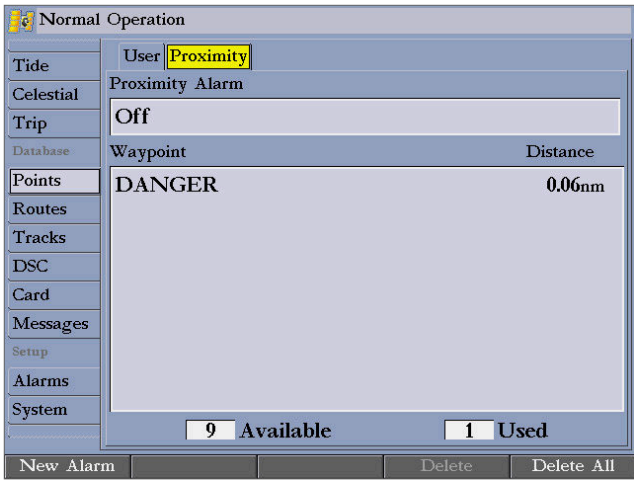 Normal Operation
User Proximity
Tide
Celestial
Trip
Database
Points
Routes
Tracks
DSC
Card
Messages
Setup
Alarms
System
Proximity Alarm
Off
Waypoint Distance
DANGER 0.06nm
9 Available 1 Used
New Alarm Delete Delete All